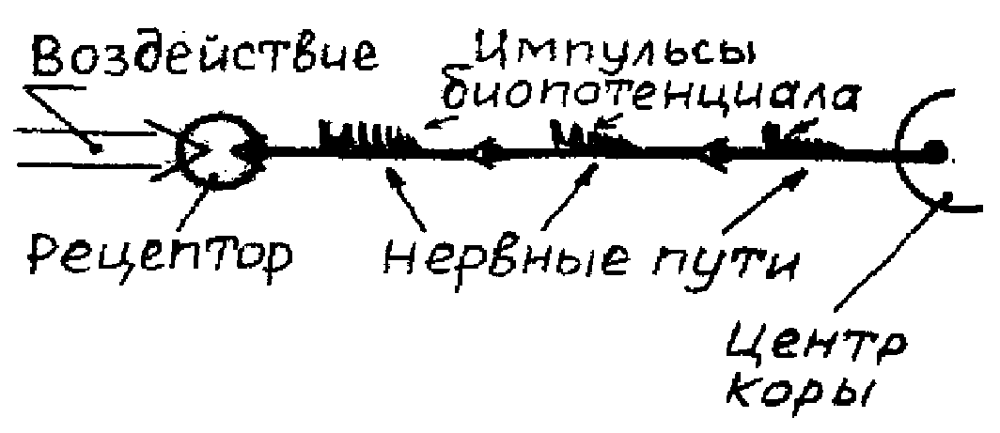 Воздействие
Импульсы
биопотенциала
Рецептор
Нервные пути
Центр
коры